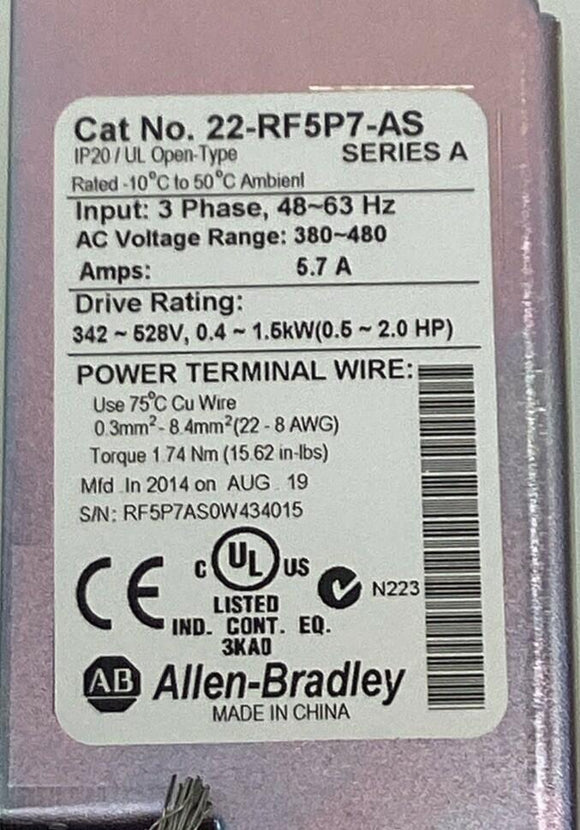 Cat No. 22-RF5P7-AS
IP20 / UL Open-Type SERIES A
Rated -10°C to 50°C Ambient
Input: 3 Phase, 48~63 Hz
AC Voltage Range: 380~480
Amps: 5.7 A
Drive Rating:
342 ~ 528V, 0.4 ~ 1.5kW(0.5 ~ 2.0 HP)
POWER TERMINAL WIRE:
Use 75°C Cu Wire
0.3mm²- 8.4mm²(22 - 8 AWG)
Torque 1.74 Nm (15.62 in-lbs)
Mfd. In 2014 on AUG. 19
S/N: RF5P7AS0W434015
CE
C UL US
N223
LISTED
IND. CONT. EQ.
3KAD
AB Allen-Bradley
MADE IN CHINA